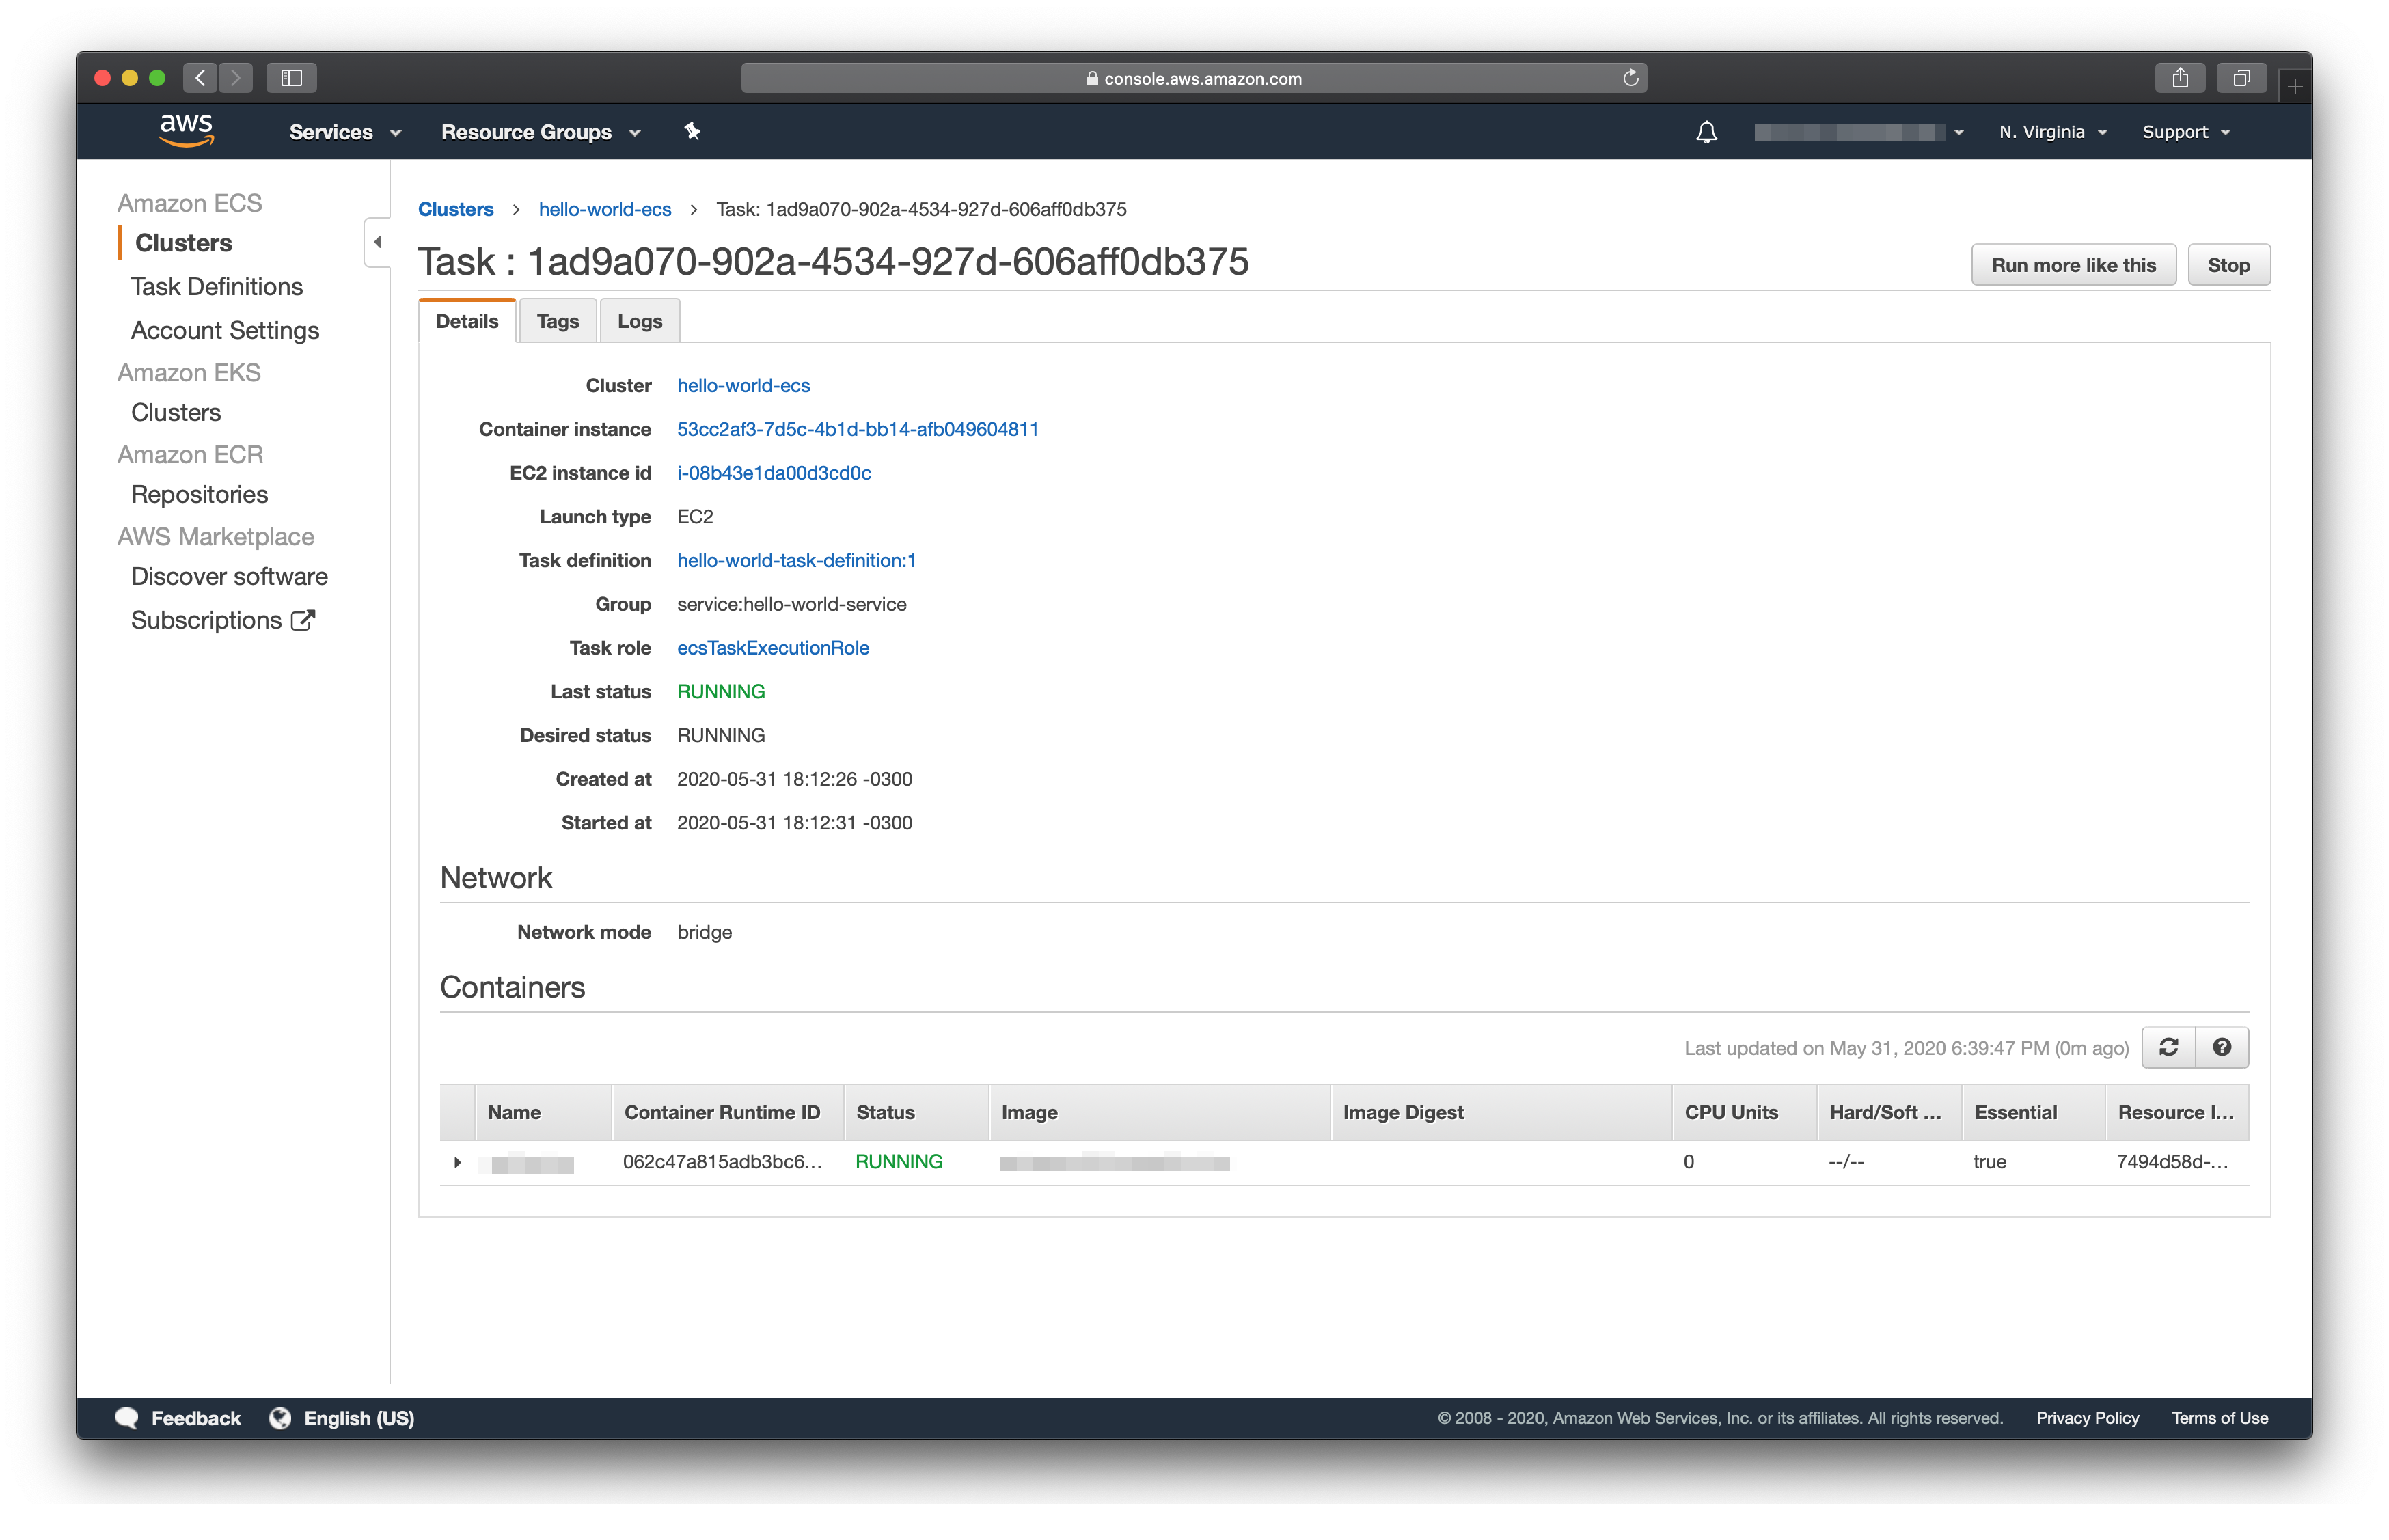 console.aws.amazon.com
aws Services Resource Groups N. Virginia Support
Amazon ECS
Clusters
Task Definitions
Account Settings
Amazon EKS
Clusters
Amazon ECR
Repositories
AWS Marketplace
Discover software
Subscriptions
Clusters > hello-world-ecs > Task: 1ad9a070-902a-4534-927d-606aff0db375
Task : 1ad9a070-902a-4534-927d-606aff0db375
Run more like this Stop
Details Tags Logs
Cluster hello-world-ecs
Container instance 53cc2af3-7d5c-4b1d-bb14-afb049604811
EC2 instance id i-08b43e1da00d3cd0c
Launch type EC2
Task definition hello-world-task-definition:1
Group service:hello-world-service
Task role ecsTaskExecutionRole
Last status RUNNING
Desired status RUNNING
Created at 2020-05-31 18:12:26 -0300
Started at 2020-05-31 18:12:31 -0300
Network
Network mode bridge
Containers
Last updated on May 31, 2020 6:39:47 PM (0m ago)
Name Container Runtime ID Status Image Image Digest CPU Units Hard/Soft ... Essential Resource I...
062c47a815adb3bc6... RUNNING 0 --/-- true 7494d58d-...
Feedback English (US) © 2008 - 2020, Amazon Web Services, Inc. or its affiliates. All rights reserved. Privacy Policy Terms of Use